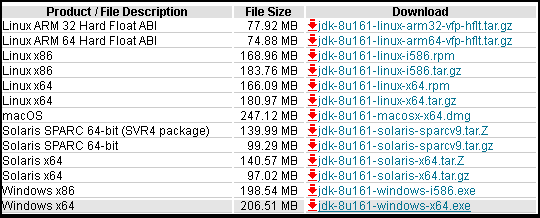 Product / File Description File Size Download
Linux ARM 32 Hard Float ABI 77.92 MB jdk-8u161-linux-arm32-vfp-hflt.tar.gz
Linux ARM 64 Hard Float ABI 74.88 MB jdk-8u161-linux-arm64-vfp-hflt.tar.gz
Linux x86 168.96 MB jdk-8u161-linux-i586.rpm
Linux x86 183.76 MB jdk-8u161-linux-i586.tar.gz
Linux x64 166.09 MB jdk-8u161-linux-x64.rpm
Linux x64 180.97 MB jdk-8u161-linux-x64.tar.gz
macOS 247.12 MB jdk-8u161-macosx-x64.dmg
Solaris SPARC 64-bit (SVR4 package) 139.99 MB jdk-8u161-solaris-sparcv9.tar.Z
Solaris SPARC 64-bit 99.29 MB jdk-8u161-solaris-sparcv9.tar.gz
Solaris x64 140.57 MB jdk-8u161-solaris-x64.tar.Z
Solaris x64 97.02 MB jdk-8u161-solaris-x64.tar.gz
Windows x86 198.54 MB jdk-8u161-windows-i586.exe
Windows x64 206.51 MB jdk-8u161-windows-x64.exe